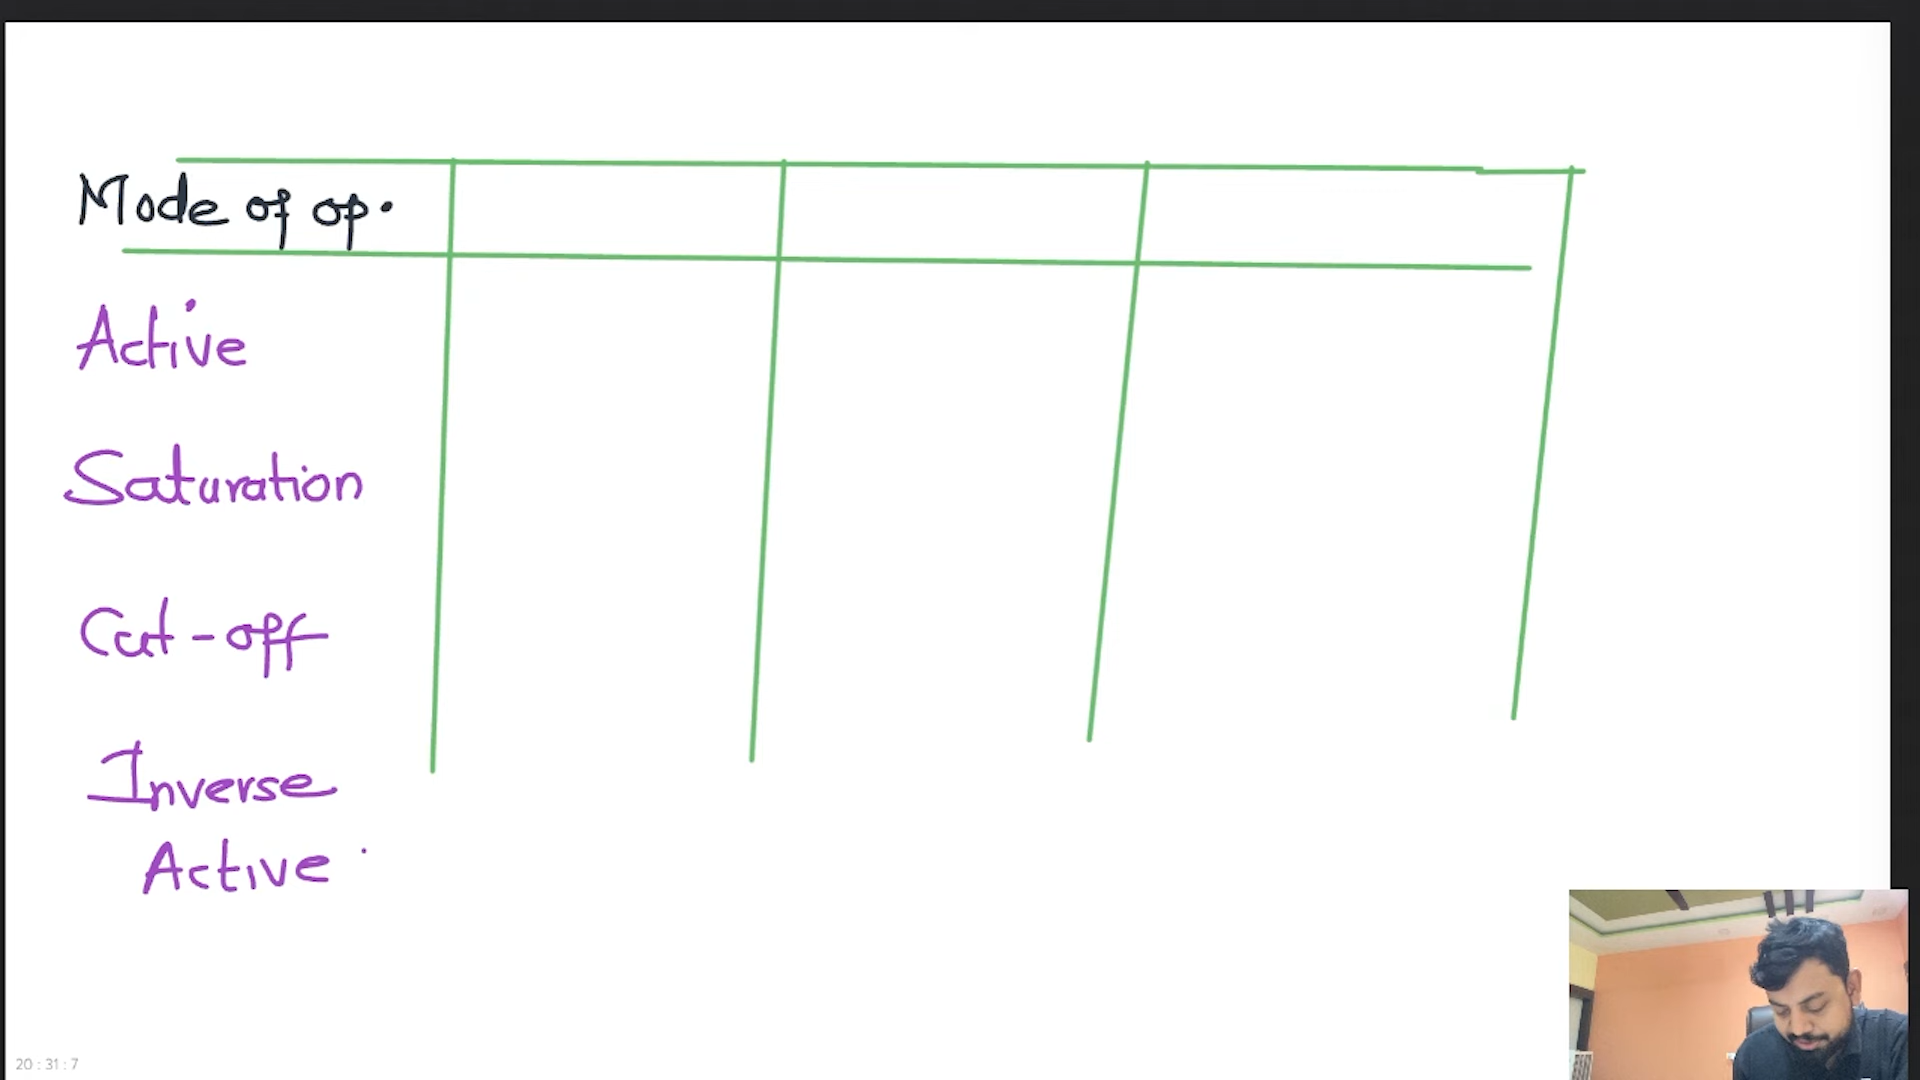 Mode of op.
Active
Saturation
Cut-off
Inverse
Active
20 : 31 : 7